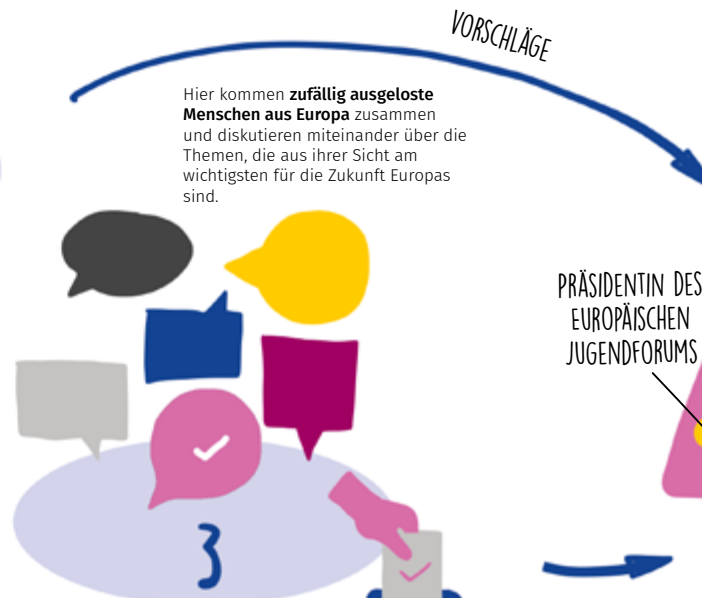 VORSCHLÄGE
Hier kommen zufällig ausgeloste
Menschen aus Europa zusammen
und diskutieren miteinander über die
Themen, die aus ihrer Sicht am
wichtigsten für die Zukunft Europas
sind.
PRÄSIDENTIN DES
EUROPÄISCHEN
JUGENDFORUMS
3